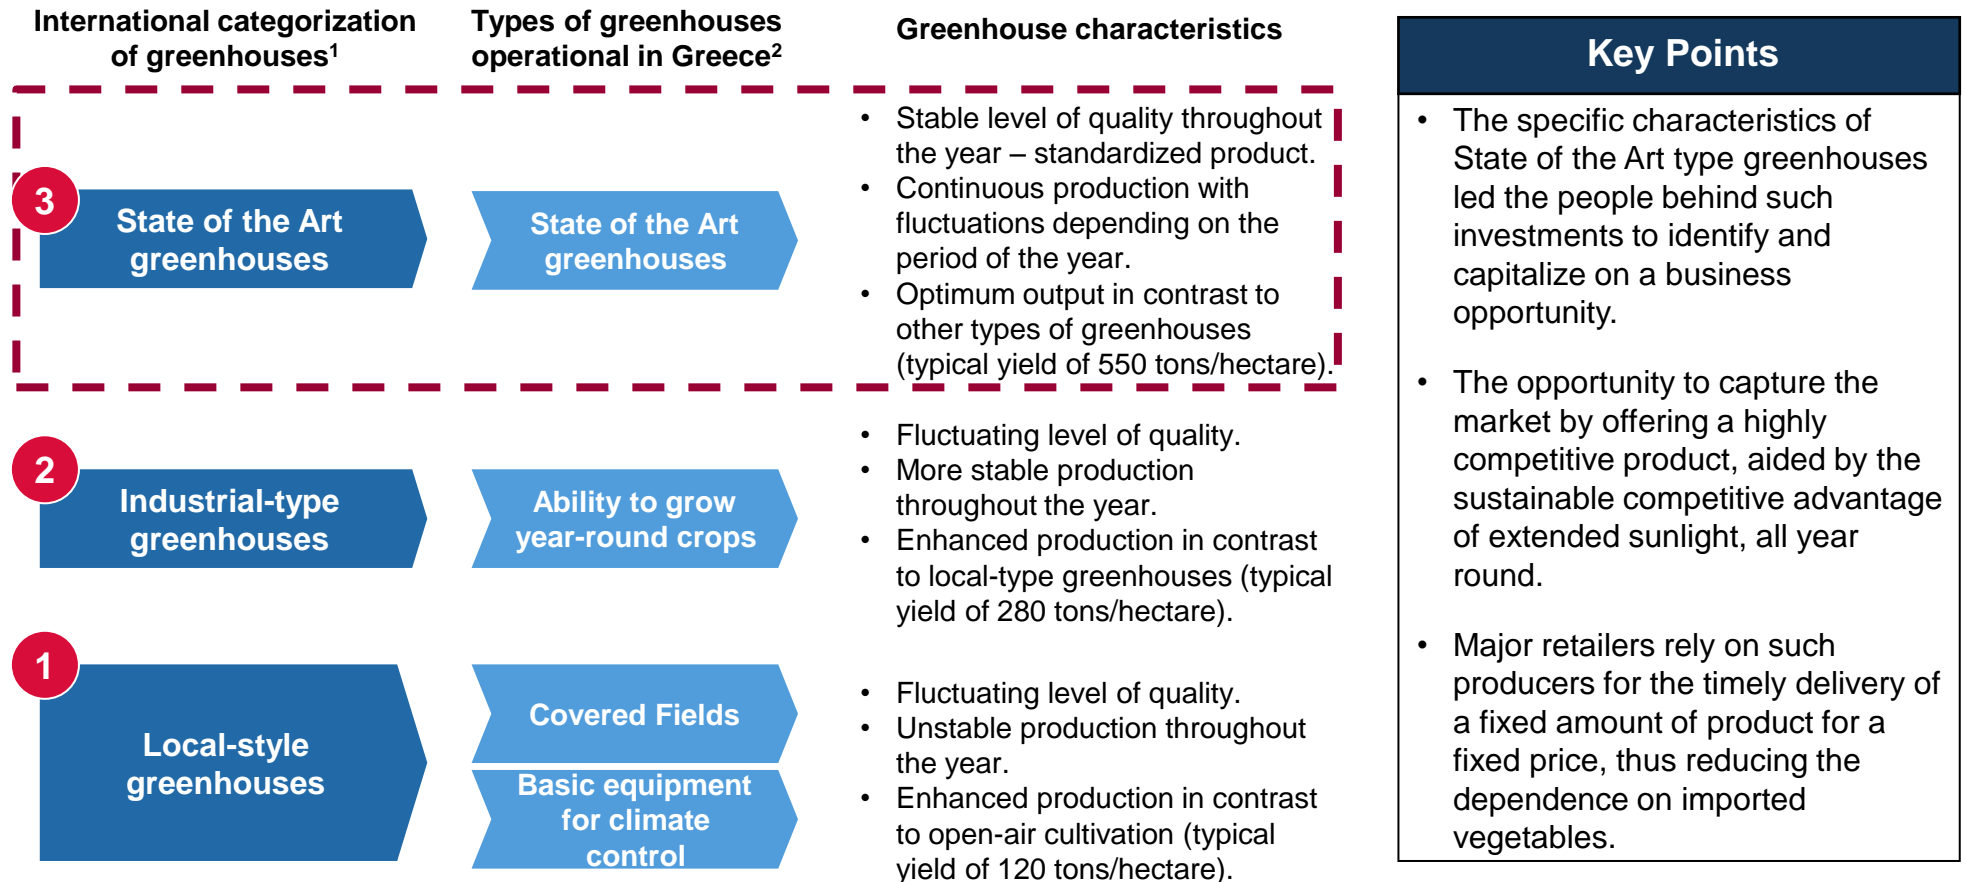 International categorization
of greenhouses¹
Types of greenhouses
operational in Greece²
Greenhouse characteristics
3
State of the Art
greenhouses
State of the Art
greenhouses
• Stable level of quality throughout
the year – standardized product.
• Continuous production with
fluctuations depending on the
period of the year.
• Optimum output in contrast to
other types of greenhouses
(typical yield of 550 tons/hectare).
2
Industrial-type
greenhouses
Ability to grow
year-round crops
• Fluctuating level of quality.
• More stable production
throughout the year.
• Enhanced production in contrast
to local-type greenhouses (typical
yield of 280 tons/hectare).
1
Local-style
greenhouses
Covered Fields
Basic equipment
for climate
control
• Fluctuating level of quality.
• Unstable production throughout
the year.
• Enhanced production in contrast
to open-air cultivation (typical
yield of 120 tons/hectare).
Key Points
• The specific characteristics of
State of the Art type greenhouses
led the people behind such
investments to identify and
capitalize on a business
opportunity.
• The opportunity to capture the
market by offering a highly
competitive product, aided by the
sustainable competitive advantage
of extended sunlight, all year
round.
• Major retailers rely on such
producers for the timely delivery of
a fixed amount of product for a
fixed price, thus reducing the
dependence on imported
vegetables.